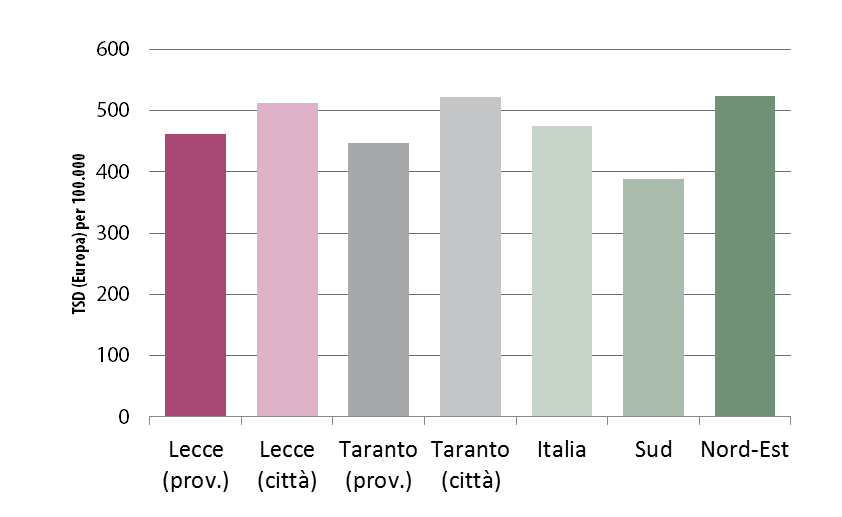 600
500
400
300
200
100
0
TSD (Europa) per 100.000
Lecce (prov.)
Lecce (città)
Taranto (prov.)
Taranto (città)
Italia
Sud
Nord-Est